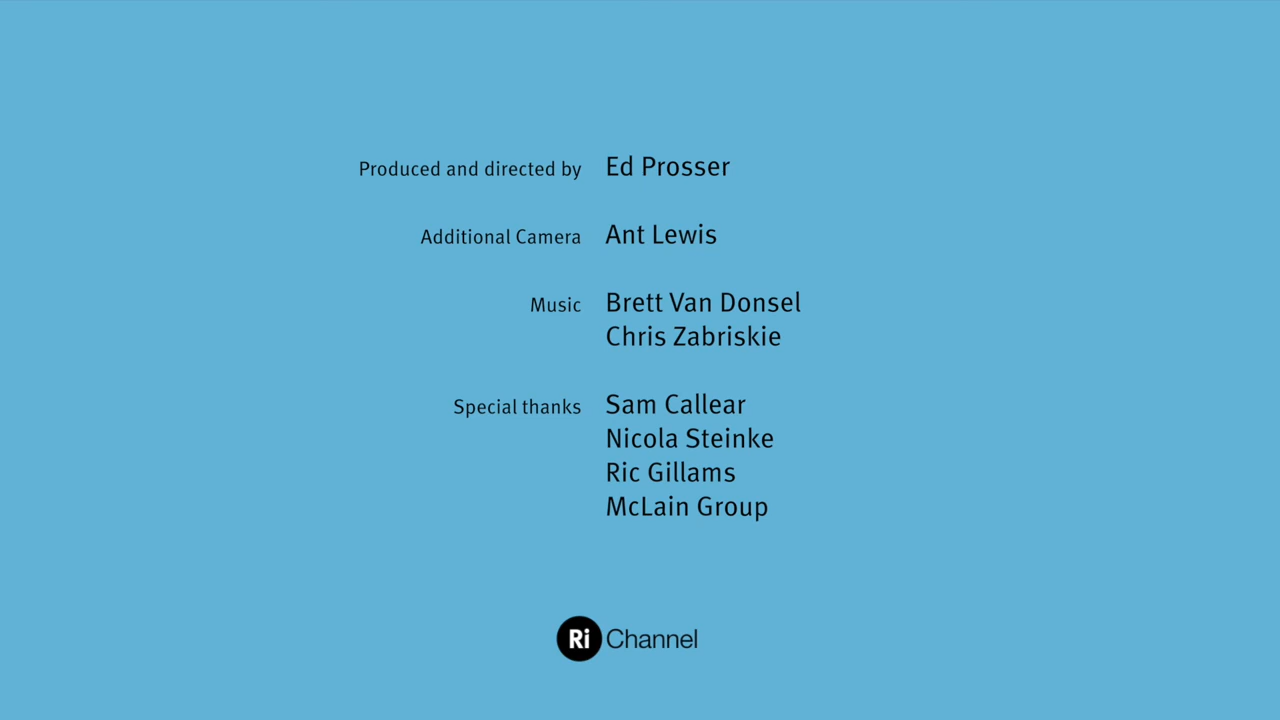 Produced and directed by Ed Prosser
Additional Camera Ant Lewis
Music Brett Van Donsel
Chris Zabriskie
Special thanks Sam Callear
Nicola Steinke
Ric Gillams
McLain Group
Ri Channel